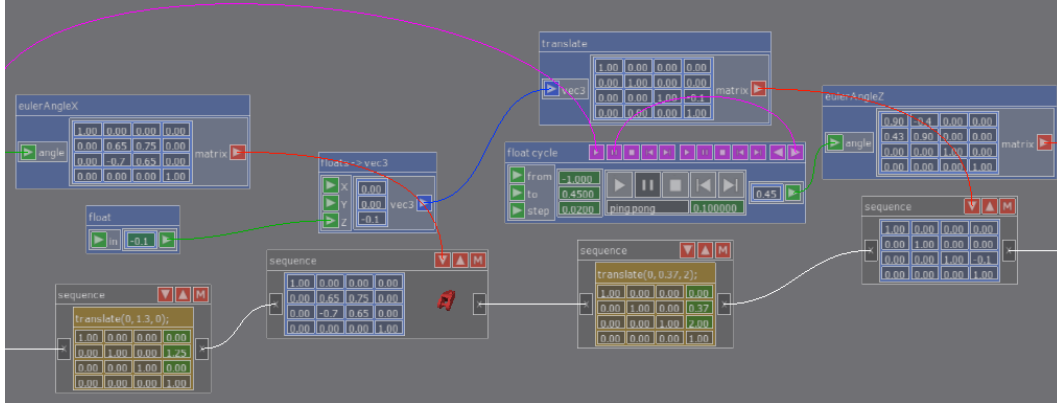 translate
1.00 0.00 0.00 0.00
0.00 1.00 0.00 0.00
0.00 0.00 1.00 -0.1
0.00 0.00 0.00 1.00
vec3
matrix
eulerAngleX
1.00 0.00 0.00 0.00
0.00 0.65 0.75 0.00
0.00 -0.7 0.65 0.00
0.00 0.00 0.00 1.00
angle
matrix
eulerAngleZ
0.90 -0.4 0.00 0.00
0.43 0.90 0.00 0.00
0.00 0.00 1.00 0.00
0.00 0.00 0.00 1.00
angle
matrix
floats -> vec3
X
Y
Z
0.00
0.00
-0.1
vec3
float cycle
from -1.000
to 0.4500
step 0.0200
ping pong 0.100000
0.45
float
in -0.1
sequence
M
translate(0, 1.3, 0);
1.00 0.00 0.00 0.00
0.00 1.00 0.00 1.25
0.00 0.00 1.00 0.00
0.00 0.00 0.00 1.00
sequence
M
1.00 0.00 0.00 0.00
0.00 0.65 0.75 0.00
0.00 -0.7 0.65 0.00
0.00 0.00 0.00 1.00
sequence
M
translate(0, 0.37, 2);
1.00 0.00 0.00 0.00
0.00 1.00 0.00 0.37
0.00 0.00 1.00 2.00
0.00 0.00 0.00 1.00
sequence
M
1.00 0.00 0.00 0.00
0.00 1.00 0.00 0.00
0.00 0.00 1.00 -0.1
0.00 0.00 0.00 1.00